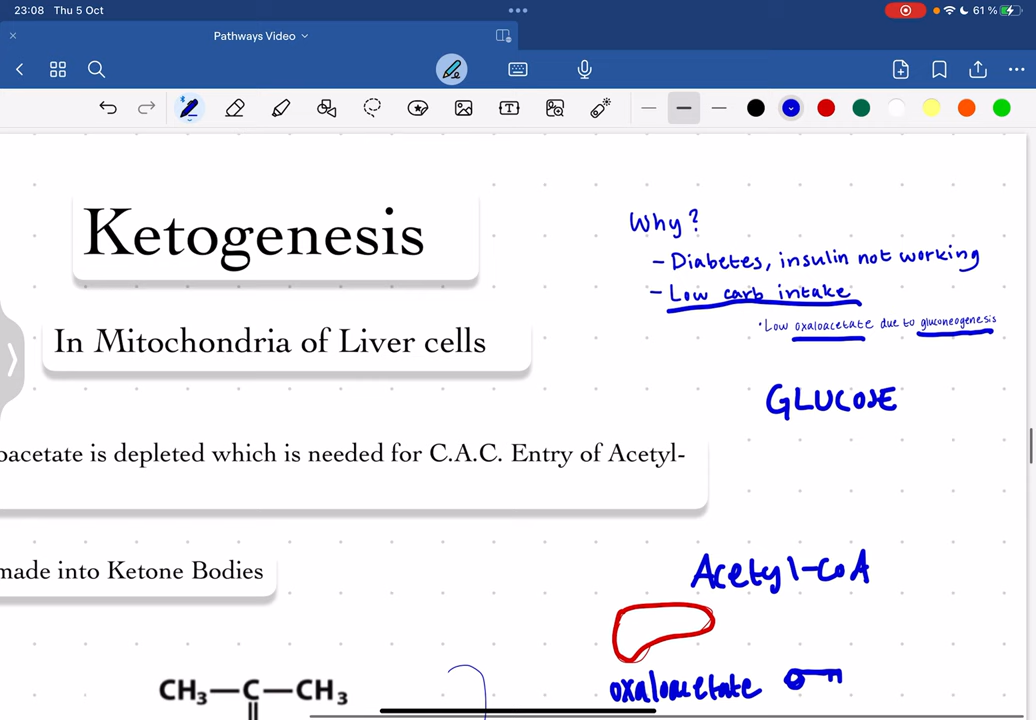 23:08 Thu 5 Oct
61 %
Pathways Video
Ketogenesis
In Mitochondria of Liver cells
oacetate is depleted which is needed for C.A.C. Entry of Acetyl-
made into Ketone Bodies
CH₃—C—CH₃
Why?
- Diabetes, insulin not working
- Low carb intake
• Low oxaloacetate due to gluconeogenesis
GLUCOSE
Acetyl-CoA
oxaloacetate